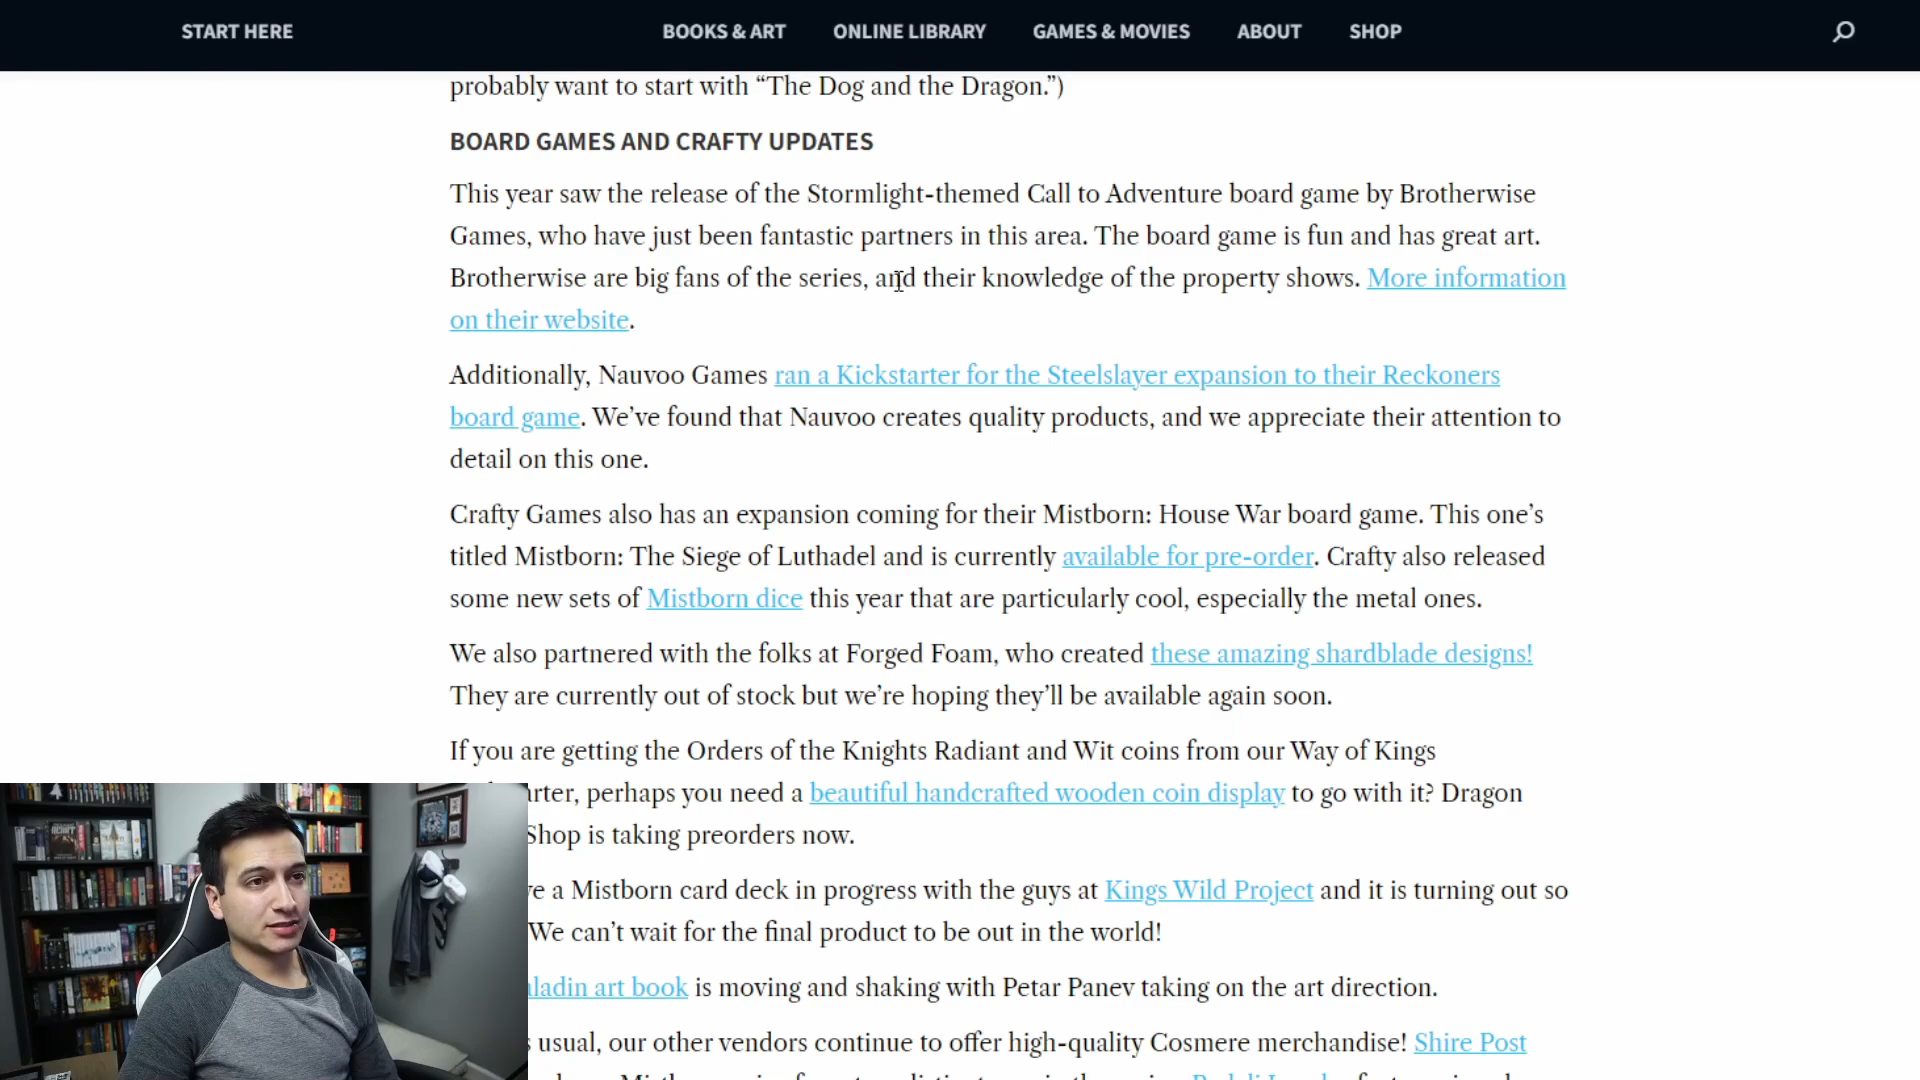 START HERE BOOKS & ART ONLINE LIBRARY GAMES & MOVIES ABOUT SHOP
probably want to start with “The Dog and the Dragon.”)
BOARD GAMES AND CRAFTY UPDATES
This year saw the release of the Stormlight-themed Call to Adventure board game by Brotherwise
Games, who have just been fantastic partners in this area. The board game is fun and has great art.
Brotherwise are big fans of the series, and their knowledge of the property shows. More information
on their website.
Additionally, Nauvoo Games ran a Kickstarter for the Steelslayer expansion to their Reckoners
board game. We’ve found that Nauvoo creates quality products, and we appreciate their attention to
detail on this one.
Crafty Games also has an expansion coming for their Mistborn: House War board game. This one’s
titled Mistborn: The Siege of Luthadel and is currently available for pre-order. Crafty also released
some new sets of Mistborn dice this year that are particularly cool, especially the metal ones.
We also partnered with the folks at Forged Foam, who created these amazing shardblade designs!
They are currently out of stock but we’re hoping they’ll be available again soon.
If you are getting the Orders of the Knights Radiant and Wit coins from our Way of Kings
perhaps you need a beautiful handcrafted wooden coin display to go with it? Dragon
Shop is taking preorders now.
a Mistborn card deck in progress with the guys at Kings Wild Project and it is turning out so
We can’t wait for the final product to be out in the world!
art book is moving and shaking with Petar Panev taking on the art direction.
usual, our other vendors continue to offer high-quality Cosmere merchandise! Shire Post